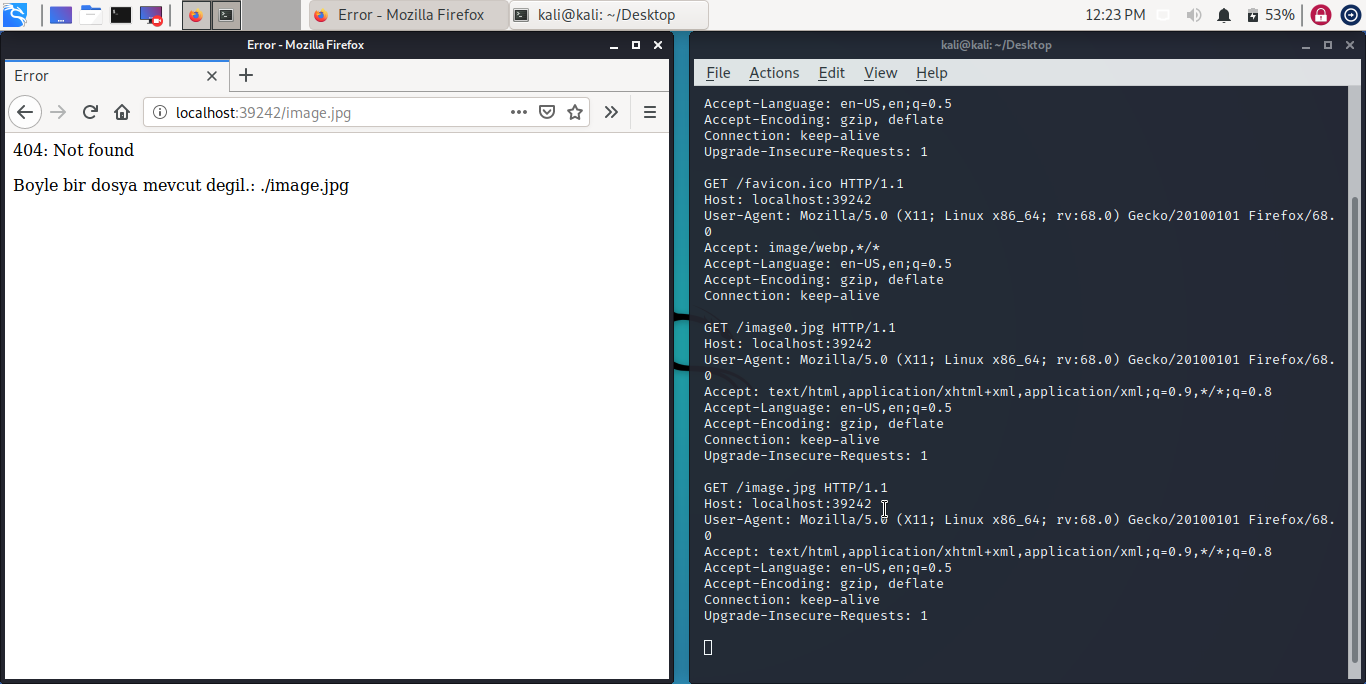 Error - Mozilla Firefox
kali@kali: ~/Desktop
12:23 PM
53%
Error - Mozilla Firefox
Error
localhost:39242/image.jpg
404: Not found
Boyle bir dosya mevcut degil.: ./image.jpg
kali@kali: ~/Desktop
File Actions Edit View Help
Accept-Language: en-US,en;q=0.5
Accept-Encoding: gzip, deflate
Connection: keep-alive
Upgrade-Insecure-Requests: 1
GET /favicon.ico HTTP/1.1
Host: localhost:39242
User-Agent: Mozilla/5.0 (X11; Linux x86_64; rv:68.0) Gecko/20100101 Firefox/68.
0
Accept: image/webp,*/*
Accept-Language: en-US,en;q=0.5
Accept-Encoding: gzip, deflate
Connection: keep-alive
GET /image0.jpg HTTP/1.1
Host: localhost:39242
User-Agent: Mozilla/5.0 (X11; Linux x86_64; rv:68.0) Gecko/20100101 Firefox/68.
0
Accept: text/html,application/xhtml+xml,application/xml;q=0.9,*/*;q=0.8
Accept-Language: en-US,en;q=0.5
Accept-Encoding: gzip, deflate
Connection: keep-alive
Upgrade-Insecure-Requests: 1
GET /image.jpg HTTP/1.1
Host: localhost:39242
User-Agent: Mozilla/5.0 (X11; Linux x86_64; rv:68.0) Gecko/20100101 Firefox/68.
0
Accept: text/html,application/xhtml+xml,application/xml;q=0.9,*/*;q=0.8
Accept-Language: en-US,en;q=0.5
Accept-Encoding: gzip, deflate
Connection: keep-alive
Upgrade-Insecure-Requests: 1